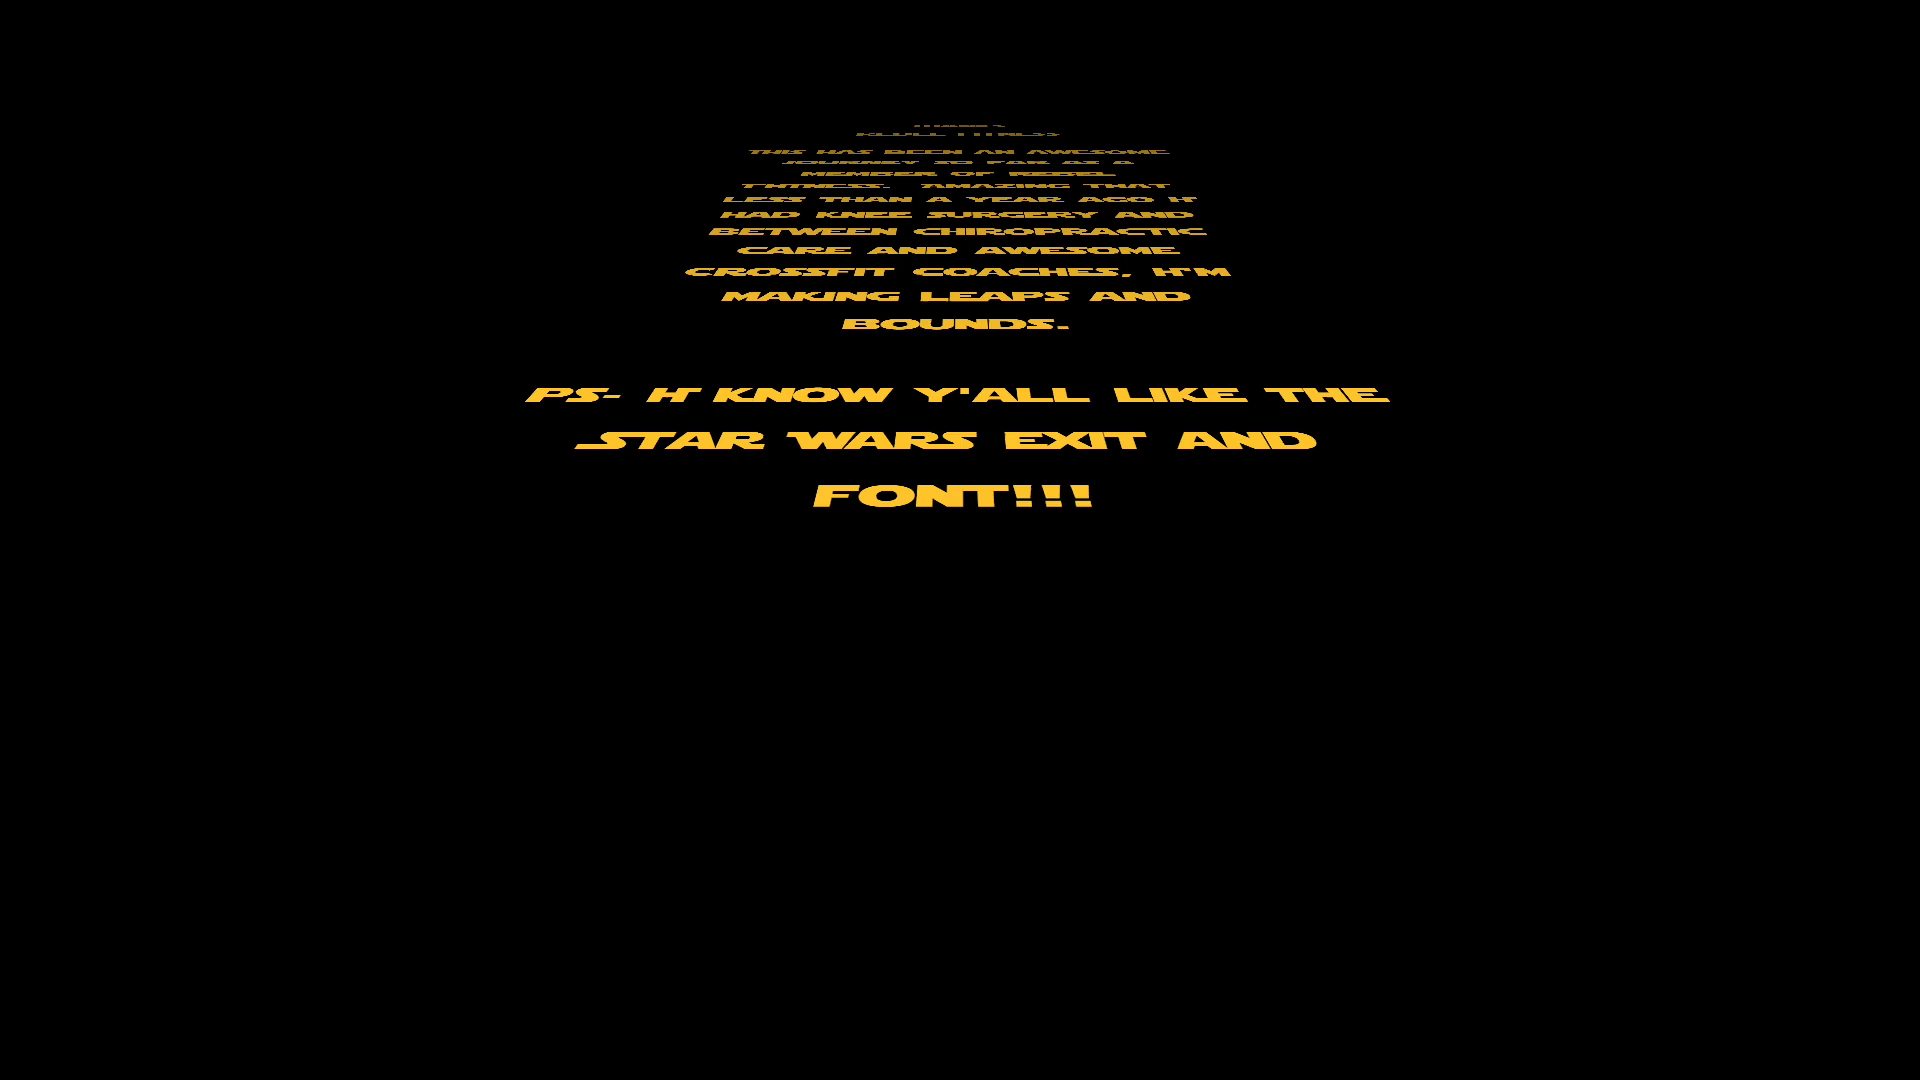 THIS HAS BEEN AN AWESOME
JOURNEY SO FAR AS A
MEMBER OF REBEL
FITNESS. AMAZING THAT
LESS THAN A YEAR AGO I
HAD KNEE SURGERY AND
BETWEEN CHIROPRACTIC
CARE AND AWESOME
CROSSFIT COACHES, I'M
MAKING LEAPS AND
BOUNDS.
PS- I KNOW Y'ALL LIKE THE
STAR WARS EXIT AND
FONT!!!